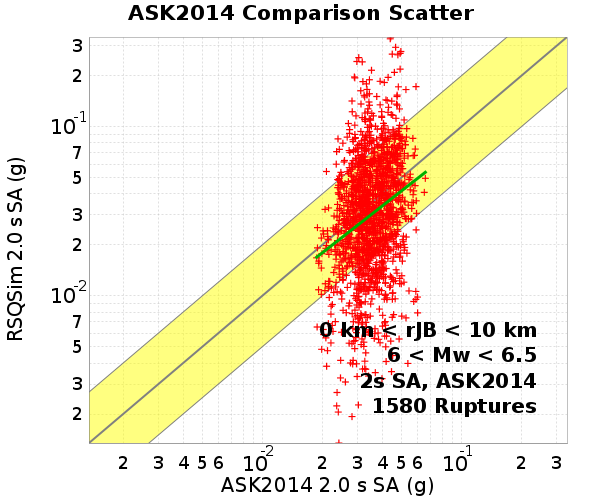 ASK2014 Comparison Scatter
RSQSim 2.0 s SA (g)
3
2
10-1
7
5
3
2
10-2
7
5
3
2
0 km < rJB < 10 km
6 < Mw < 6.5
2s SA, ASK2014
1580 Ruptures
2 3 4 5 6 10-2 2 3 4 5 6 10-1 2 3
ASK2014 2.0 s SA (g)